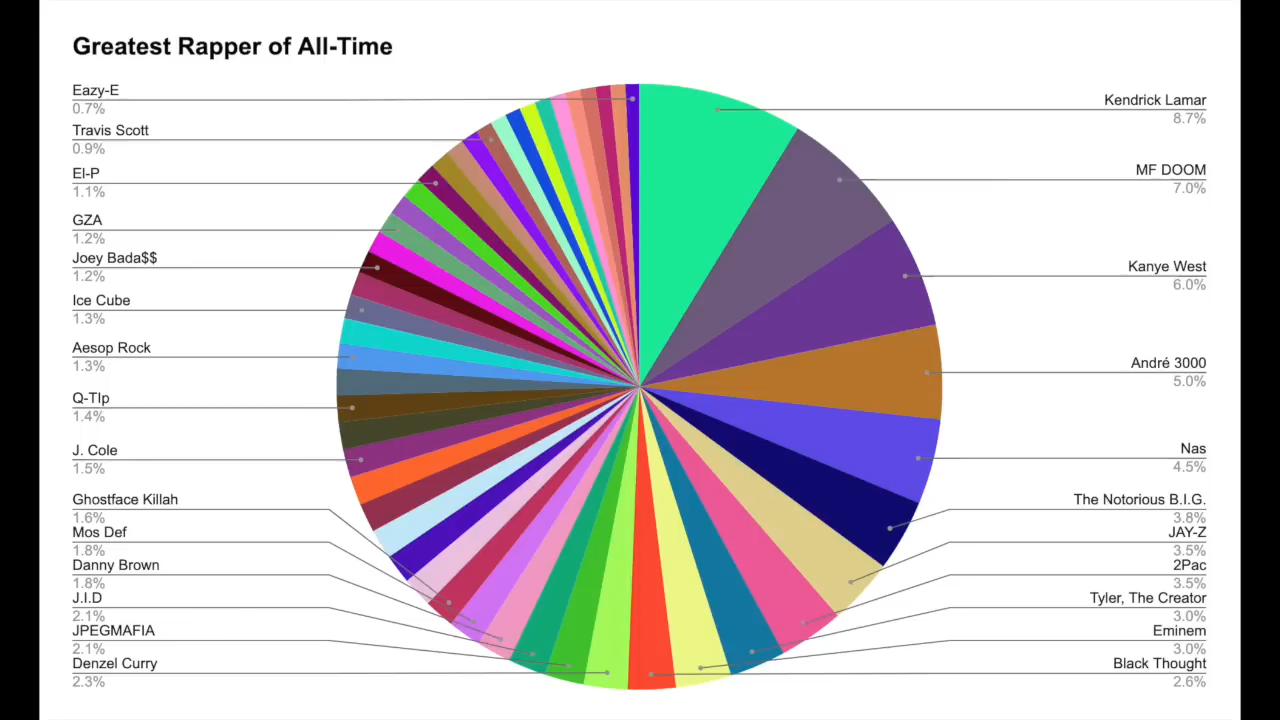 Greatest Rapper of All-Time
Eazy-E
0.7%
Travis Scott
0.9%
El-P
1.1%
GZA
1.2%
Joey Bada$$
1.2%
Ice Cube
1.3%
Aesop Rock
1.3%
Q-TIp
1.4%
J. Cole
1.5%
Ghostface Killah
1.6%
Mos Def
1.8%
Danny Brown
1.8%
J.I.D
2.1%
JPEGMAFIA
2.1%
Denzel Curry
2.3%
Kendrick Lamar
8.7%
MF DOOM
7.0%
Kanye West
6.0%
André 3000
5.0%
Nas
4.5%
The Notorious B.I.G.
3.8%
JAY-Z
3.5%
2Pac
3.5%
Tyler, The Creator
3.0%
Eminem
3.0%
Black Thought
2.6%